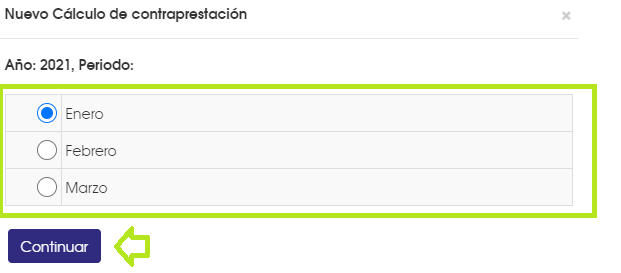 Nuevo Cálculo de contraprestación
×
Año: 2021, Periodo:
Enero
Febrero
Marzo
Continuar